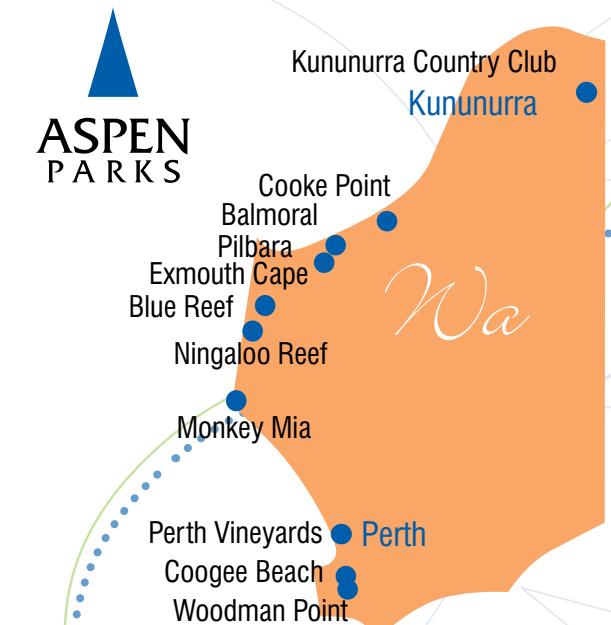 ASPEN
PARKS
Kununurra Country Club
Kununurra
Cooke Point
Balmoral
Pilbara
Exmouth Cape
Blue Reef
Wa
Ningaloo Reef
Monkey Mia
Perth Vineyards
Perth
Coogee Beach
Woodman Point